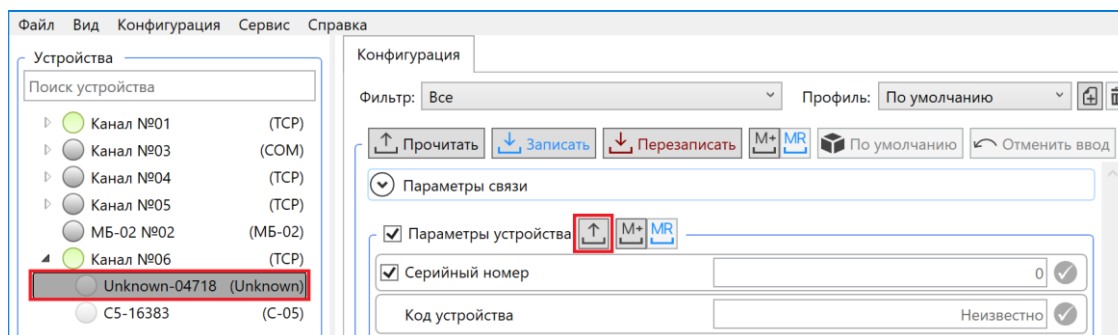 Файл Вид Конфигурация Сервис Справка
Устройства
Поиск устройства
Канал №01 (TCP)
Канал №03 (COM)
Канал №04 (TCP)
Канал №05 (TCP)
МБ-02 №02 (МБ-02)
Канал №06 (TCP)
Unknown-04718 (Unknown)
C5-16383 (C-05)
Конфигурация
Фильтр: Все Профиль: По умолчанию
Прочитать Записать Перезаписать M+ MR По умолчанию Отменить ввод
Параметры связи
Параметры устройства M+ MR
Серийный номер 0
Код устройства Неизвестно